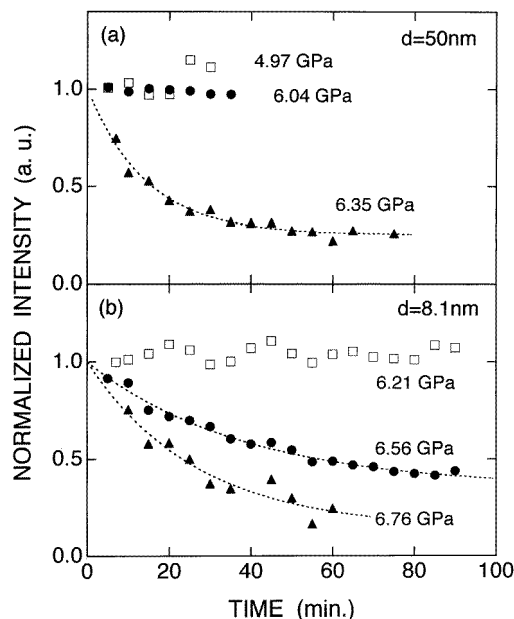 (a)
d=50nm
4.97 GPa
6.04 GPa
6.35 GPa
1.0
0.5
1.0
(b)
d=8.1nm
6.21 GPa
6.56 GPa
6.76 GPa
1.0
0.5
0.0
0 20 40 60 80 100
TIME (min.)
NORMALIZED INTENSITY (a. u.)